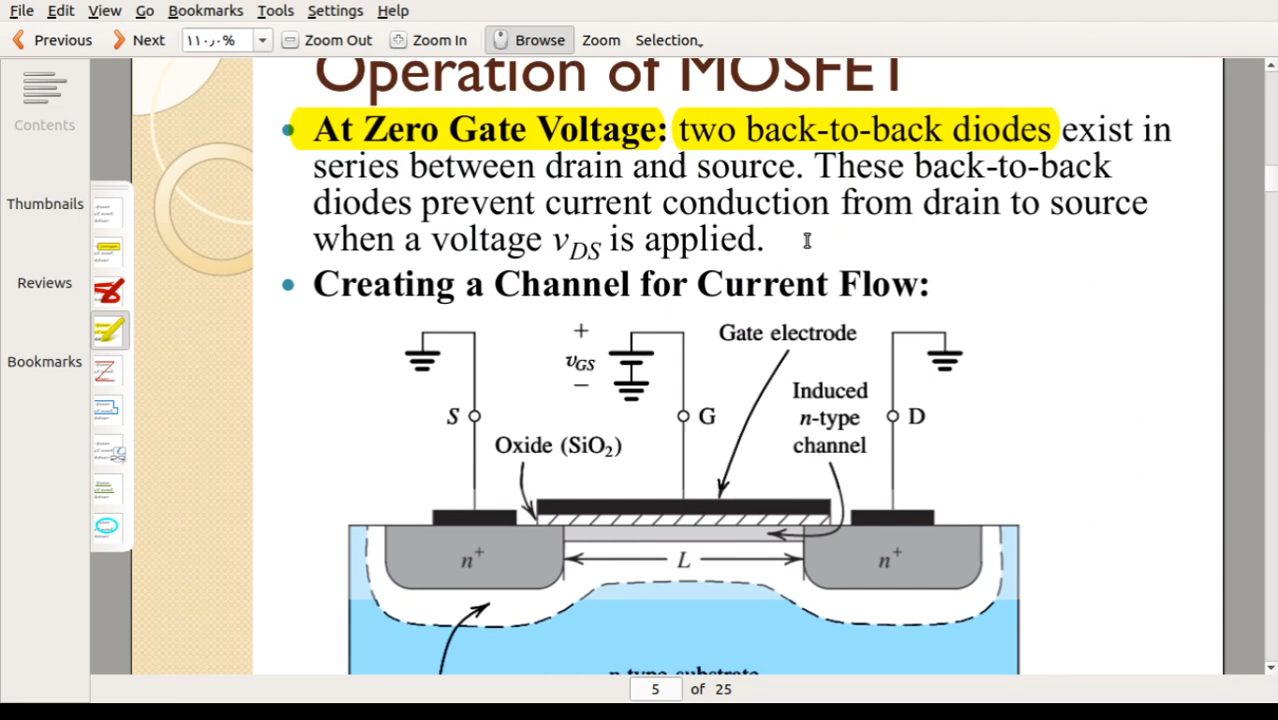 File Edit View Go Bookmarks Tools Settings Help
Previous Next ١١٠٫٠% Zoom Out Zoom In Browse Zoom Selection
Contents
Thumbnails
Reviews
Bookmarks
Operation of MOSFET
• At Zero Gate Voltage: two back-to-back diodes exist in
series between drain and source. These back-to-back
diodes prevent current conduction from drain to source
when a voltage vDS is applied.
• Creating a Channel for Current Flow:
+
vGS
−
Gate electrode
Induced
n-type
channel
S
G
D
Oxide (SiO₂)
n⁺
L
n⁺
p-type substrate
5 of 25